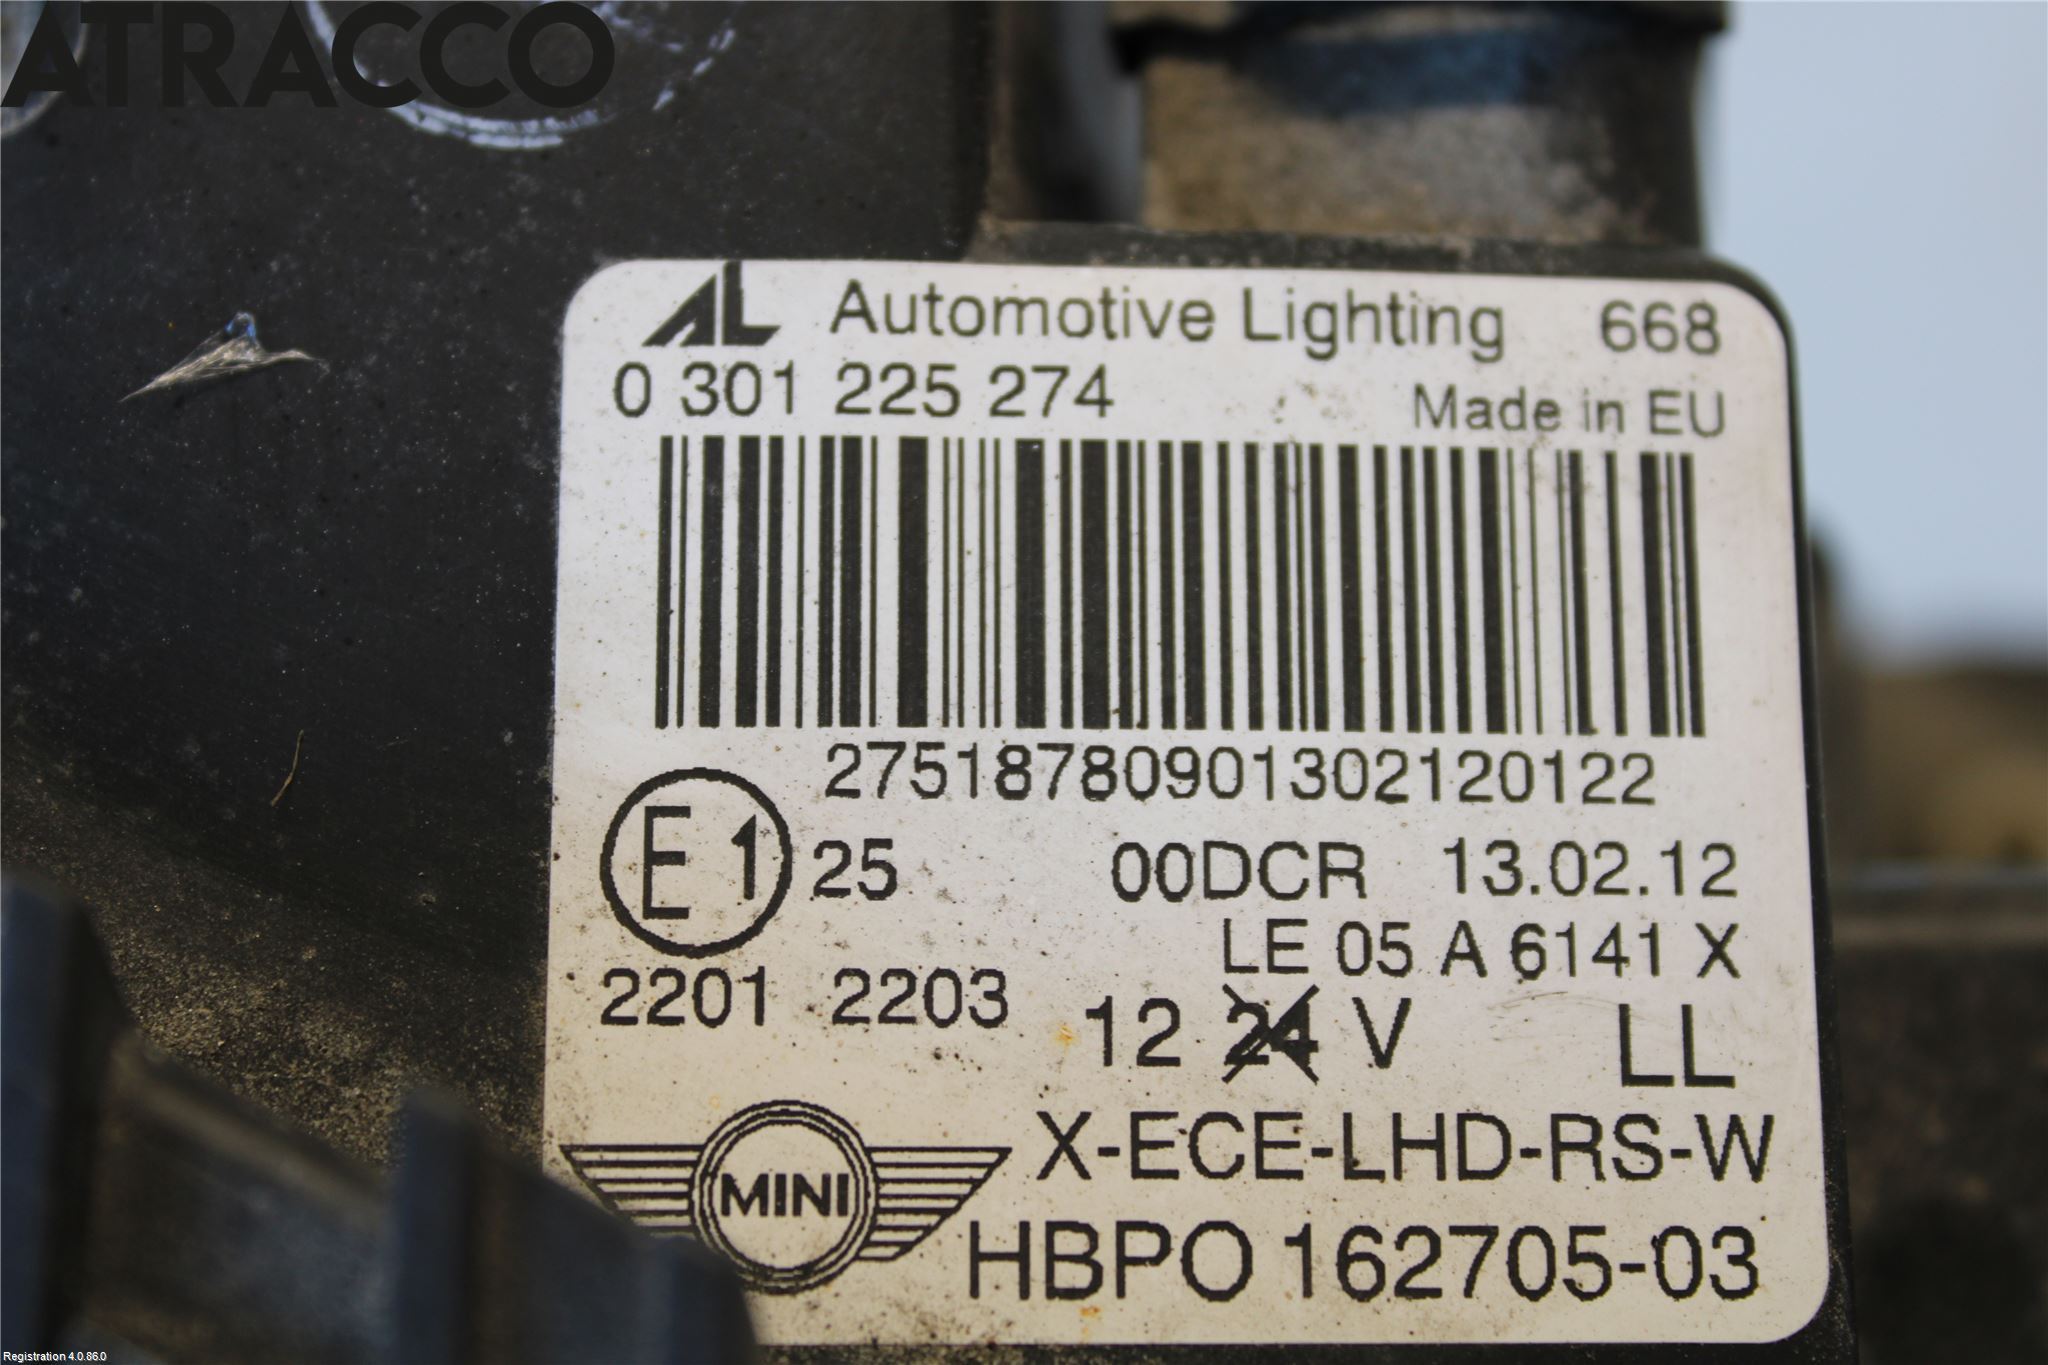 ATRACCO
AL Automotive Lighting 668
0 301 225 274 Made in EU
27518780901302120122
E1 25 00DCR 13.02.12
LE 05 A 6141 X
2201 2203 12 24 V LL
MINI X-ECE-LHD-RS-W
HBPO 162705-03
Registration 4.0.86.0